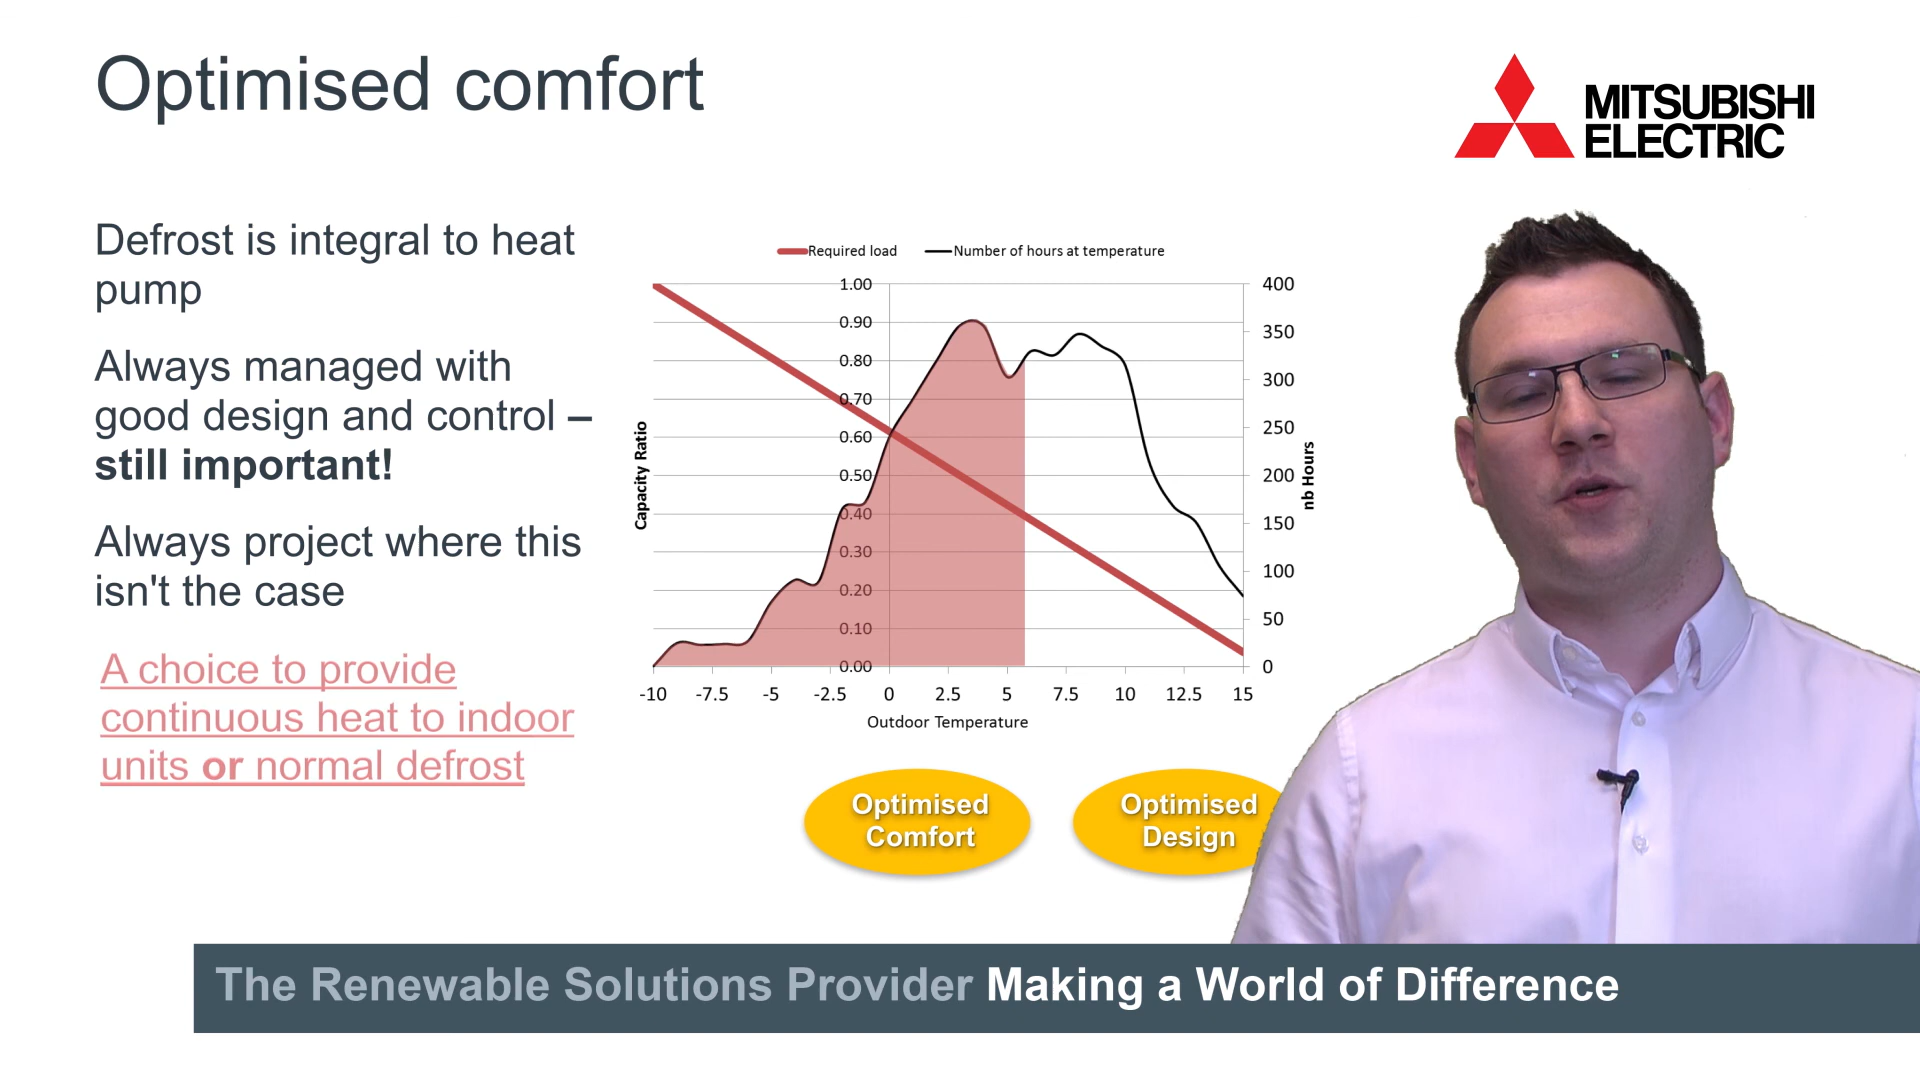 Optimised comfort
MITSUBISHI
ELECTRIC
Defrost is integral to heat
pump
Always managed with
good design and control –
still important!
Always project where this
isn't the case
A choice to provide
continuous heat to indoor
units or normal defrost
Required load
Number of hours at temperature
Capacity Ratio
1.00
0.90
0.80
0.70
0.60
0.50
0.40
0.30
0.20
0.10
0.00
400
350
300
250
200
150
100
50
0
nb Hours
-10 -7.5 -5 -2.5 0 2.5 5 7.5 10 12.5 15
Outdoor Temperature
Optimised
Comfort
Optimised
Design
The Renewable Solutions Provider Making a World of Difference